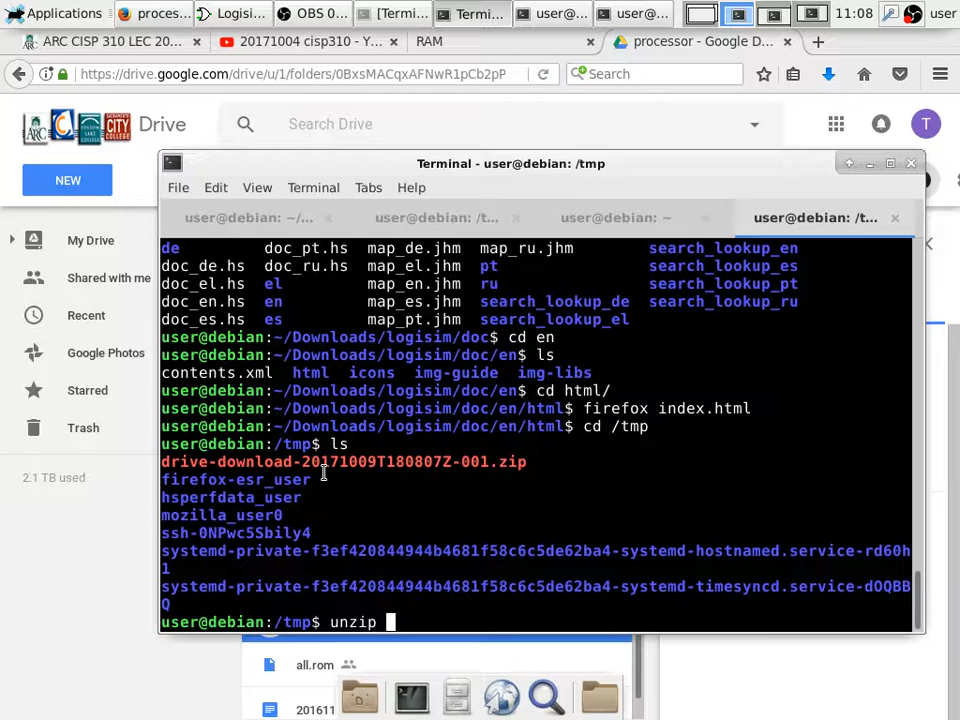 Applications
proces...
Logisi...
OBS 0...
[Termi...
Termi...
user@...
user@...
11:08
user
ARC CISP 310 LEC 20...
20171004 cisp310 - Y...
RAM
processor - Google D...
https://drive.google.com/drive/u/1/folders/0BxsMACqxAFNwR1pCb2pP
Search
ARC
SACRAMENTO CITY COLLEGE
Drive
Search Drive
T
NEW
My Drive
Shared with me
Recent
Google Photos
Starred
Trash
2.1 TB used
Terminal - user@debian: /tmp
File Edit View Terminal Tabs Help
user@debian: ~/...
user@debian: /t...
user@debian: ~
user@debian: /t...
de doc_pt.hs map_de.jhm map_ru.jhm search_lookup_en
doc_de.hs doc_ru.hs map_el.jhm pt search_lookup_es
doc_el.hs el map_en.jhm ru search_lookup_pt
doc_en.hs en map_es.jhm search_lookup_de search_lookup_ru
doc_es.hs es map_pt.jhm search_lookup_el
user@debian:~/Downloads/logisim/doc$ cd en
user@debian:~/Downloads/logisim/doc/en$ ls
contents.xml html icons img-guide img-libs
user@debian:~/Downloads/logisim/doc/en$ cd html/
user@debian:~/Downloads/logisim/doc/en/html$ firefox index.html
user@debian:~/Downloads/logisim/doc/en/html$ cd /tmp
user@debian:/tmp$ ls
drive-download-20171009T180807Z-001.zip
firefox-esr_user
hsperfdata_user
mozilla_user0
ssh-0NPwc5Sbily4
systemd-private-f3ef420844944b4681f58c6c5de62ba4-systemd-hostnamed.service-rd60h
1
systemd-private-f3ef420844944b4681f58c6c5de62ba4-systemd-timesyncd.service-dOQBB
Q
user@debian:/tmp$ unzip
all.rom
201611